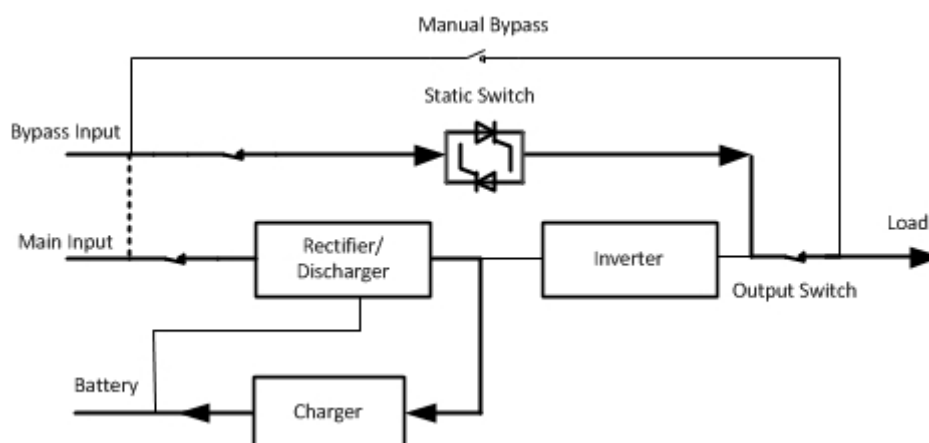 Manual Bypass
Static Switch
Bypass Input
Main Input
Rectifier/
Discharger
Inverter
Load
Output Switch
Battery
Charger